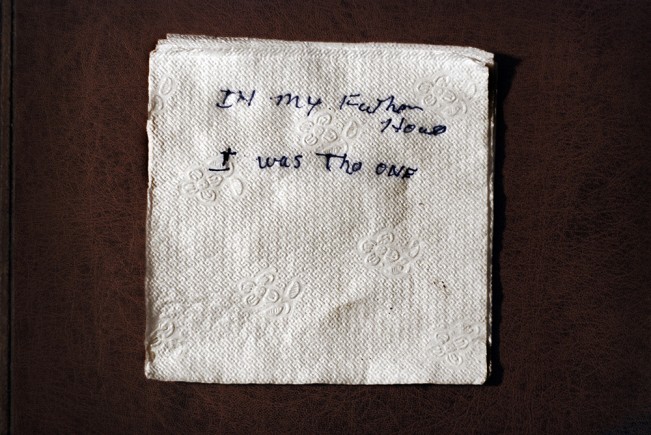 IN my Father
House
I was The one